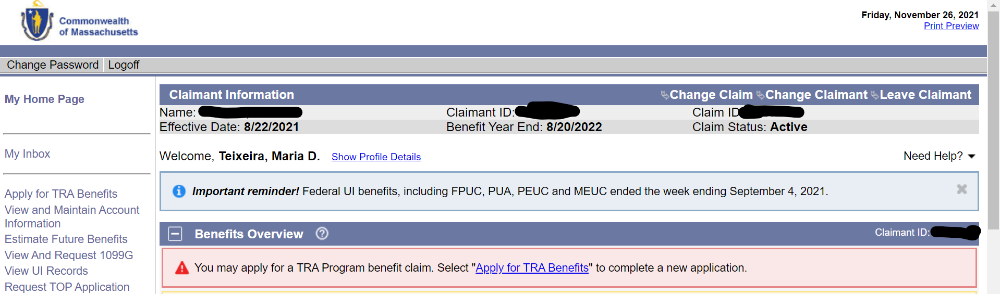 Commonwealth
of Massachusetts
Friday, November 26, 2021
Print Preview
Change Password Logoff
My Home Page
My Inbox
Apply for TRA Benefits
View and Maintain Account
Information
Estimate Future Benefits
View And Request 1099G
View UI Records
Request TOP Application
Claimant Information Change Claim Change Claimant Leave Claimant
Name: Claimant ID: Claim ID
Effective Date: 8/22/2021 Benefit Year End: 8/20/2022 Claim Status: Active
Welcome, Teixeira, Maria D. Show Profile Details Need Help?
Important reminder! Federal UI benefits, including FPUC, PUA, PEUC and MEUC ended the week ending September 4, 2021.
Benefits Overview ? Claimant ID:
You may apply for a TRA Program benefit claim. Select "Apply for TRA Benefits" to complete a new application.